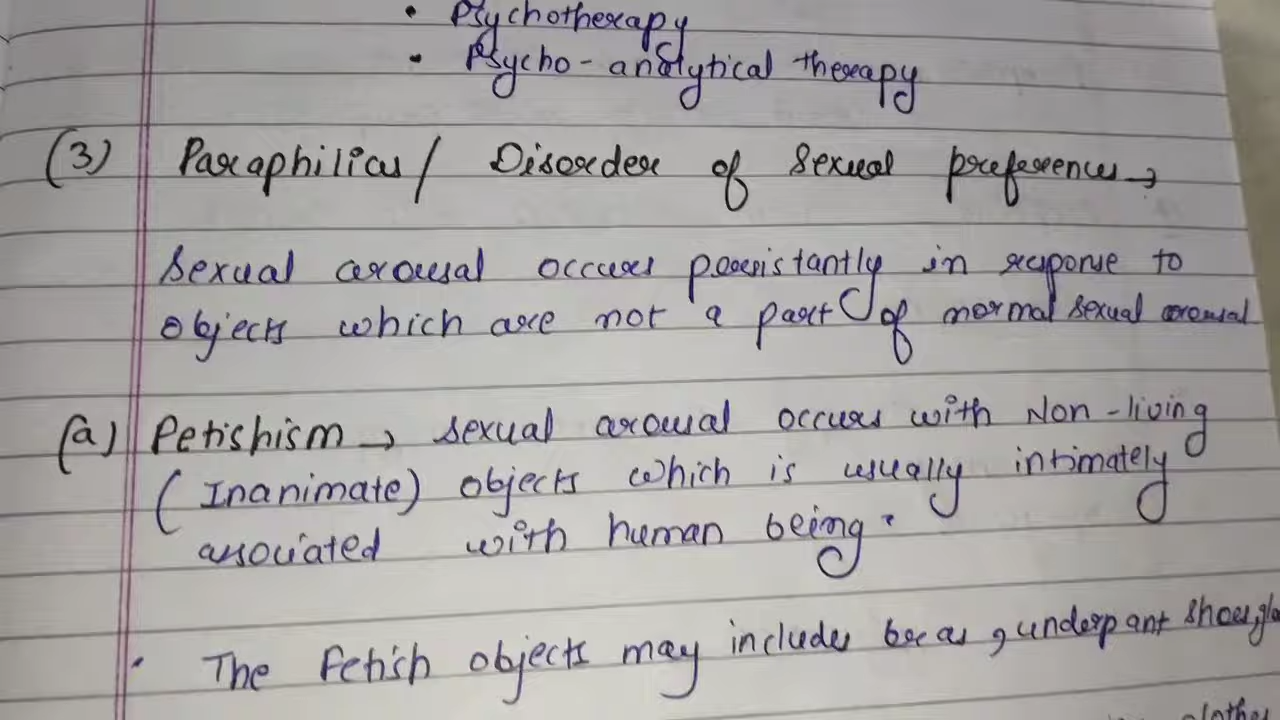 • Psychotherapy
• Psycho-analytical therapy
(3) Paraphilias / Disorder of sexual preferences →
Sexual arousal occurs persistantly in response to
objects which are not a part of normal sexual arousal
(a) Fetishism → sexual arousal occurs with Non-living
(Inanimate) objects which is usually intimately
associated with human being.
• The fetish objects may includes bras, underpant shoes,
clothes